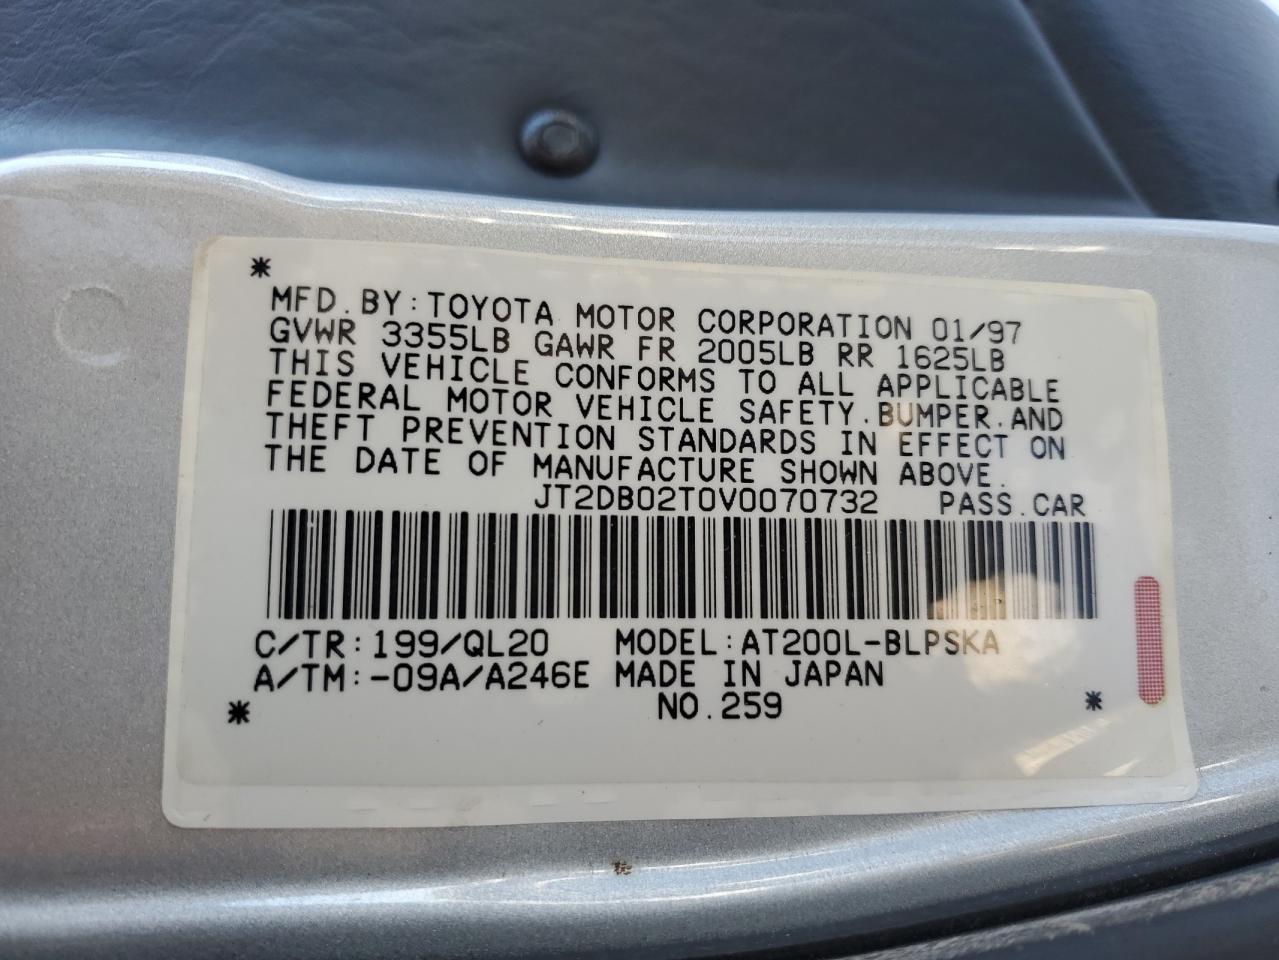 *
MFD. BY: TOYOTA MOTOR CORPORATION 01/97
GVWR 3355LB GAWR FR 2005LB RR 1625LB
THIS VEHICLE CONFORMS TO ALL APPLICABLE
FEDERAL MOTOR VEHICLE SAFETY. BUMPER. AND
THEFT PREVENTION STANDARDS IN EFFECT ON
THE DATE OF MANUFACTURE SHOWN ABOVE.
JT2DB02T0V0070732 PASS. CAR
C/TR: 199/QL20 MODEL: AT200L-BLPSKA
A/TM: -09A/A246E MADE IN JAPAN
* NO. 259 *